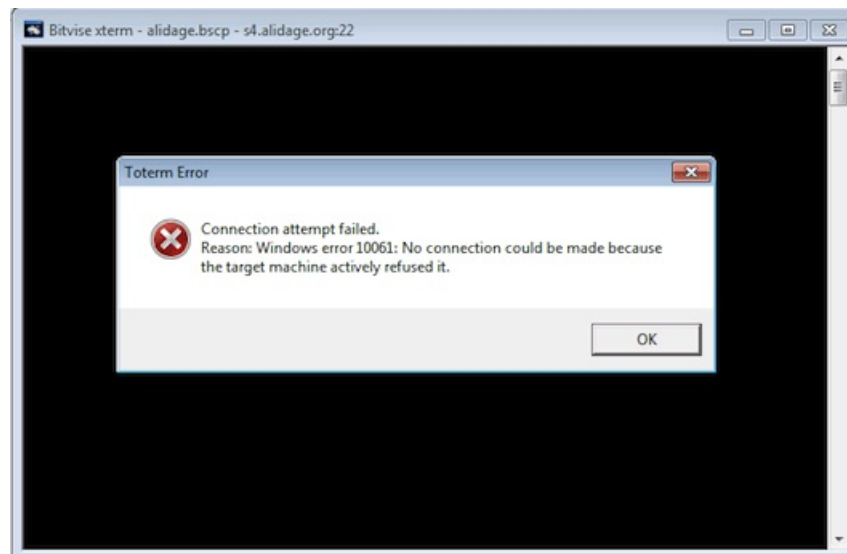 Bitvise xterm - alidage.bscp - s4.alidage.org:22
Toterm Error
Connection attempt failed.
Reason: Windows error 10061: No connection could be made because
the target machine actively refused it.
OK